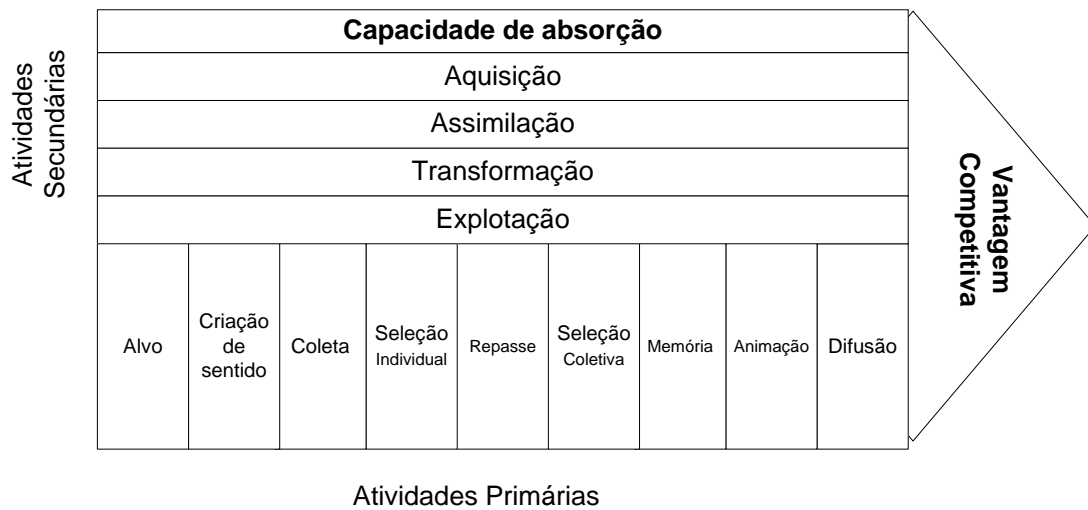 Capacidade de absorção
Aquisição
Assimilação
Transformação
Explotação
Atividades
Secundárias
Alvo
Criação
de
sentido
Coleta
Seleção
Individual
Repasse
Seleção
Coletiva
Memória
Animação
Difusão
Vantagem
Competitiva
Atividades Primárias